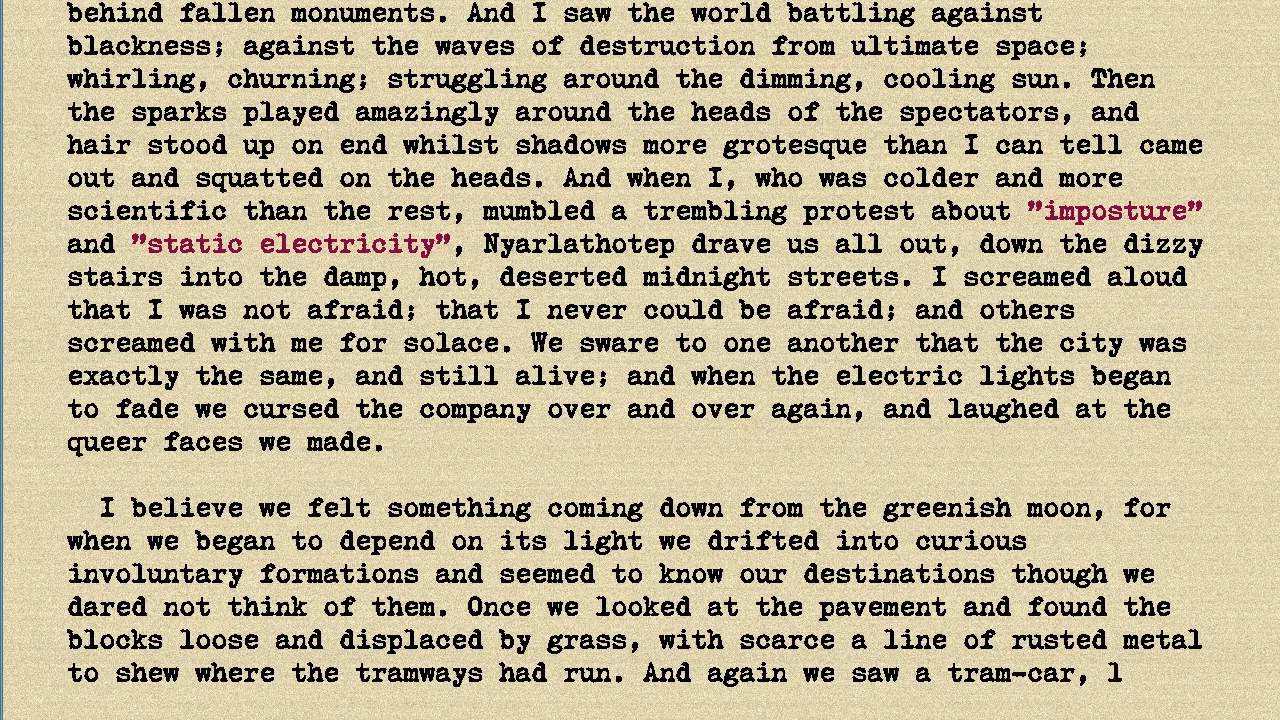 behind fallen monuments. And I saw the world battling against
blackness; against the waves of destruction from ultimate space;
whirling, churning; struggling around the dimming, cooling sun. Then
the sparks played amazingly around the heads of the spectators, and
hair stood up on end whilst shadows more grotesque than I can tell came
out and squatted on the heads. And when I, who was colder and more
scientific than the rest, mumbled a trembling protest about ”imposture”
and ”static electricity”, Nyarlathotep drave us all out, down the dizzy
stairs into the damp, hot, deserted midnight streets. I screamed aloud
that I was not afraid; that I never could be afraid; and others
screamed with me for solace. We sware to one another that the city was
exactly the same, and still alive; and when the electric lights began
to fade we cursed the company over and over again, and laughed at the
queer faces we made.

I believe we felt something coming down from the greenish moon, for
when we began to depend on its light we drifted into curious
involuntary formations and seemed to know our destinations though we
dared not think of them. Once we looked at the pavement and found the
blocks loose and displaced by grass, with scarce a line of rusted metal
to shew where the tramways had run. And again we saw a tram-car, l